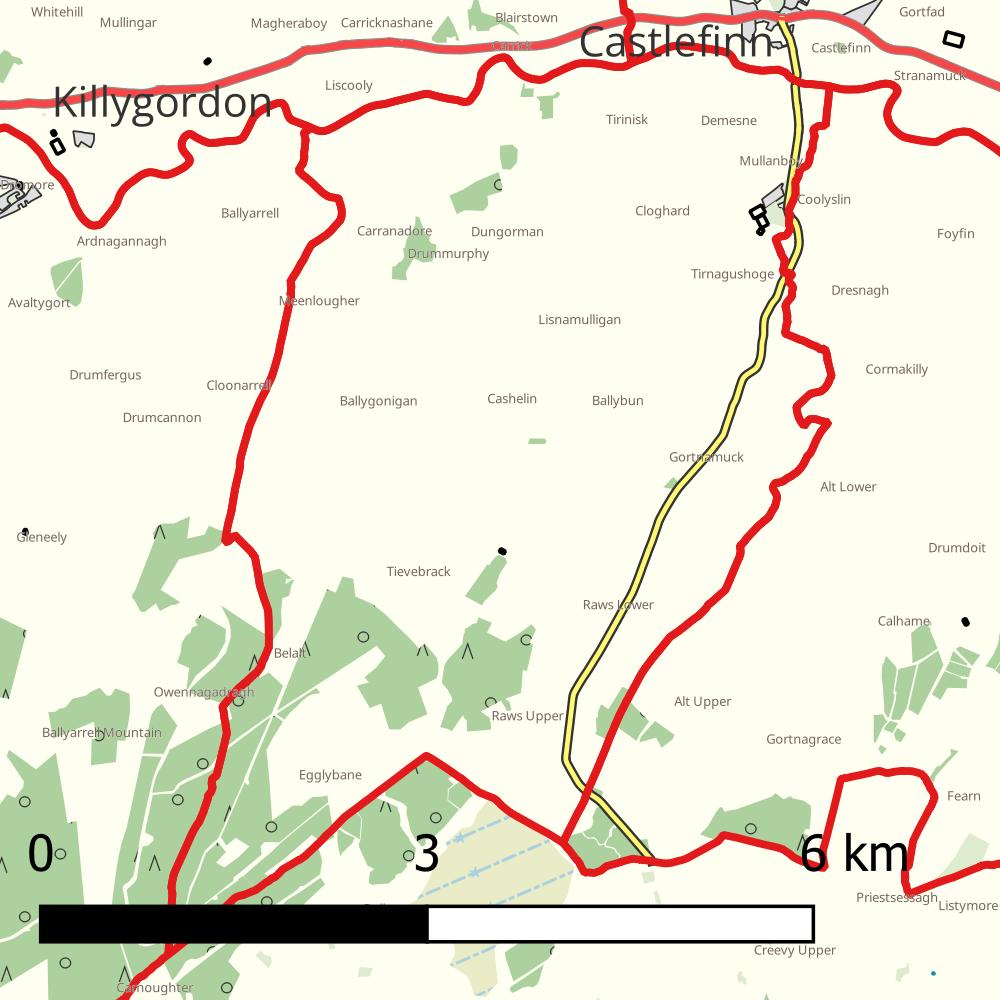 Whitehill
Mullingar
Magheraboy
Carricknashane
Blairstown
Gortfad
Castlefinn
Castlefinn
Liscooly
Stranamuck
Killygordon
Tirinisk
Demesne
Mullanboy
Dromore
Ballyarrell
Cloghard
Coolyslin
Ardnagannagh
Carranadore
Dungorman
Foyfin
Drummurphy
Tirnagushoge
Avaltygort
Meenlougher
Dresnagh
Lisnamulligan
Drumfergus
Cloonarrell
Cormakilly
Drumcannon
Ballygonigan
Cashelin
Ballybun
Gortnamuck
Alt Lower
Gleneely
Drumdoit
Tievebrack
Raws Lower
Calhame
Belalt
Owennagadragh
Alt Upper
Raws Upper
Ballyarrell Mountain
Gortnagrace
Egglybane
Fearn
0
3
6 km
Priestsessagh
Listymore
Creevy Upper
Carnoughter